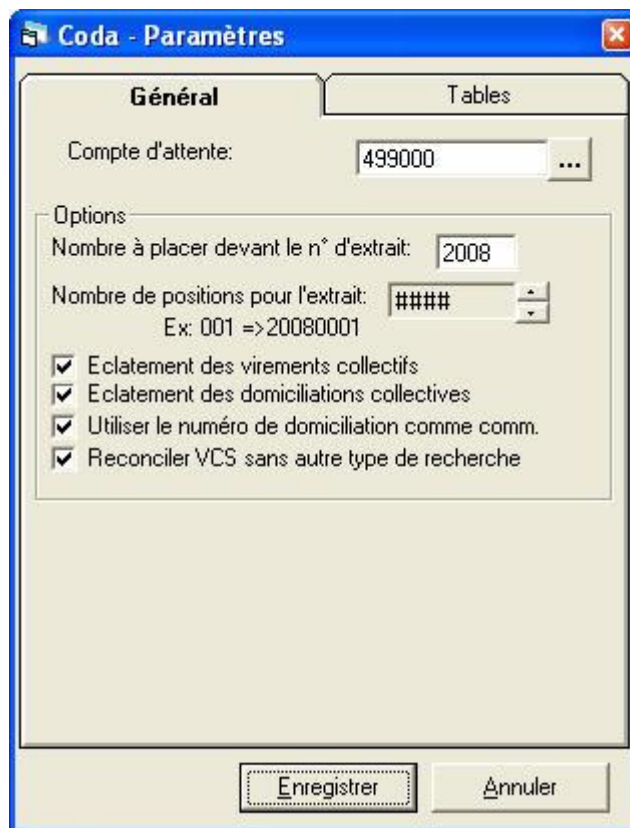 Coda - Paramètres
Général
Tables
Compte d'attente:
499000
...
Options
Nombre à placer devant le n° d'extrait:
2008
Nombre de positions pour l'extrait:
####
Ex: 001 =>20080001
Eclatement des virements collectifs
Eclatement des domiciliations collectives
Utiliser le numéro de domiciliation comme comm.
Reconciler VCS sans autre type de recherche
Enregistrer
Annuler